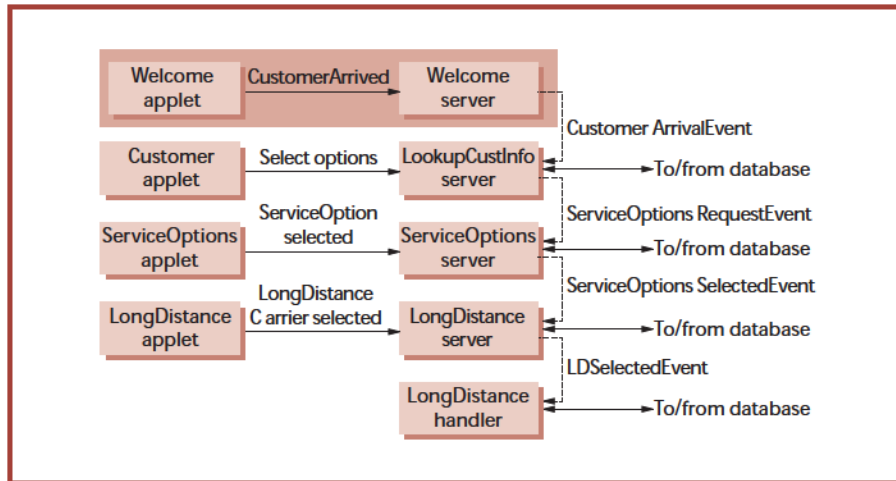 Welcome
applet
CustomerArrived
Welcome
server
Customer ArrivalEvent
Customer
applet
Select options
LookupCustInfo
server
To/from database
ServiceOptions RequestEvent
ServiceOptions
applet
ServiceOption
selected
ServiceOptions
server
To/from database
ServiceOptions SelectedEvent
LongDistance
applet
LongDistance
C arrier selected
LongDistance
server
To/from database
LDSelectedEvent
LongDistance
handler
To/from database